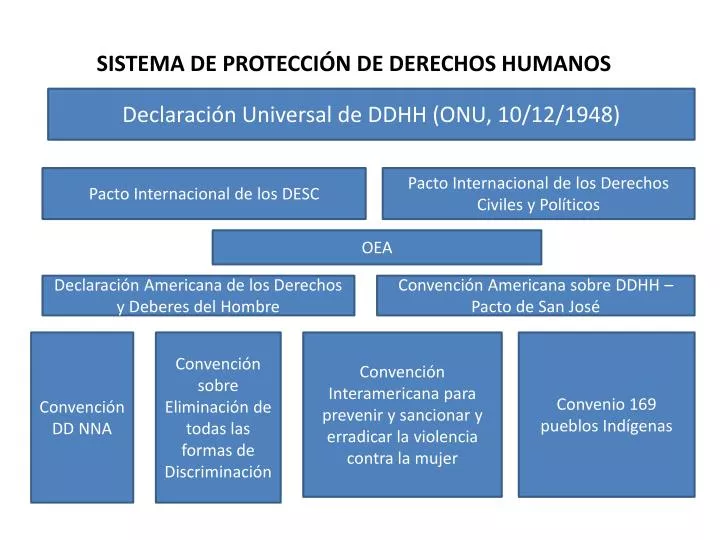 SISTEMA DE PROTECCIÓN DE DERECHOS HUMANOS
Declaración Universal de DDHH (ONU, 10/12/1948)
Pacto Internacional de los DESC
Pacto Internacional de los Derechos
Civiles y Políticos
OEA
Declaración Americana de los Derechos
y Deberes del Hombre
Convención Americana sobre DDHH –
Pacto de San José
Convención
DD NNA
Convención
sobre
Eliminación de
todas las
formas de
Discriminación
Convención
Interamericana para
prevenir y sancionar y
erradicar la violencia
contra la mujer
Convenio 169
pueblos Indígenas